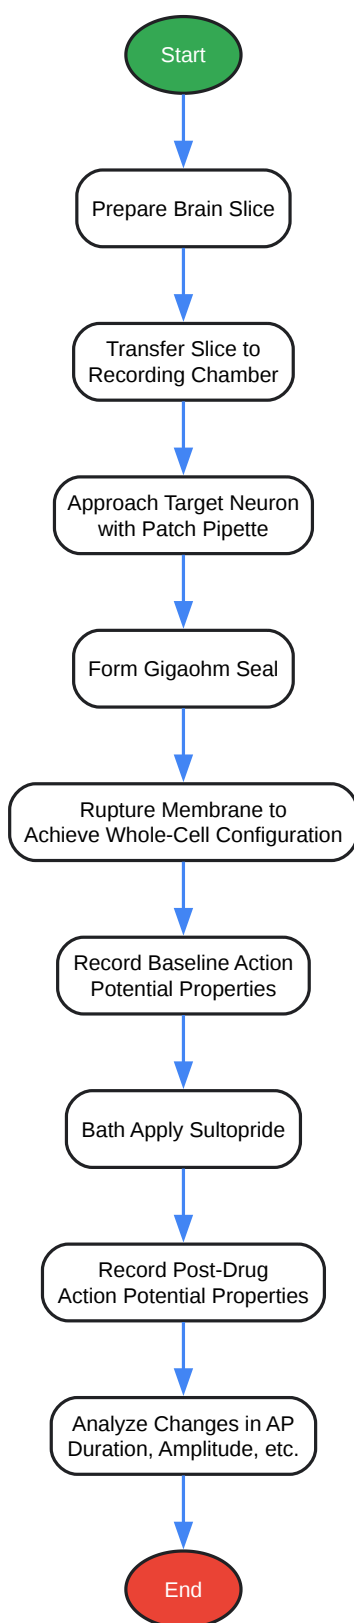 Start
Prepare Brain Slice
Transfer Slice to
Recording Chamber
Approach Target Neuron
with Patch Pipette
Form Gigaohm Seal
Rupture Membrane to
Achieve Whole-Cell Configuration
Record Baseline Action
Potential Properties
Bath Apply Sultopride
Record Post-Drug
Action Potential Properties
Analyze Changes in AP
Duration, Amplitude, etc.
End